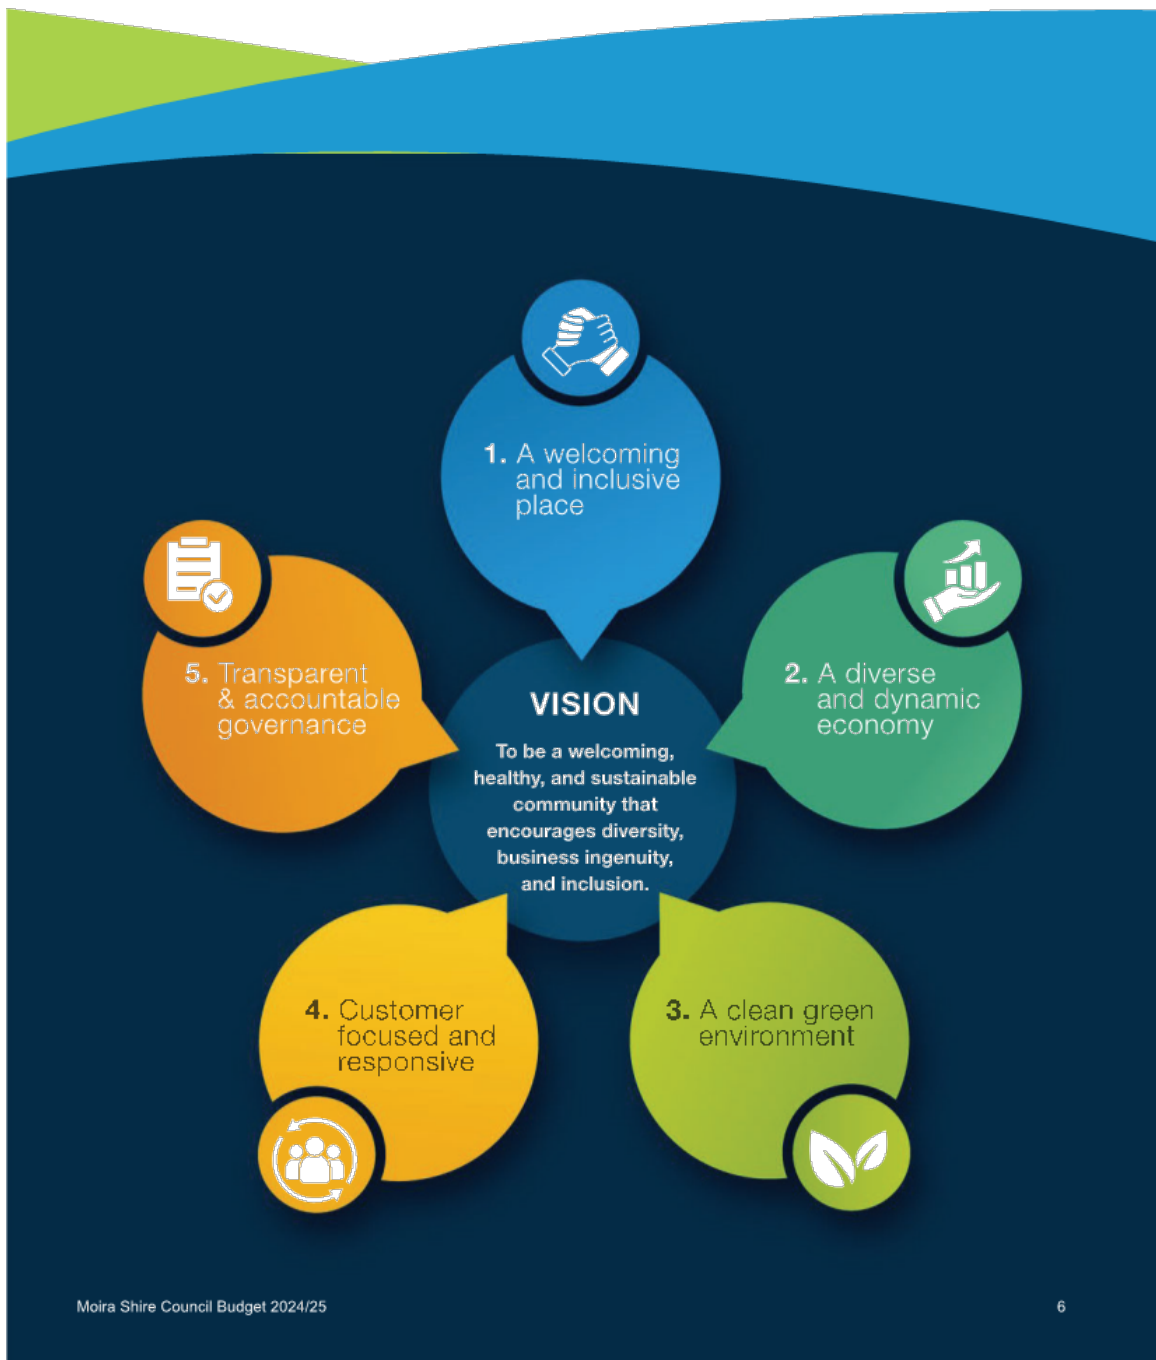 1. A welcoming
and inclusive
place
2. A diverse
and dynamic
economy
3. A clean green
environment
4. Customer
focused and
responsive
5. Transparent
& accountable
governance
VISION
To be a welcoming,
healthy, and sustainable
community that
encourages diversity,
business ingenuity,
and inclusion.
Moira Shire Council Budget 2024/25
6